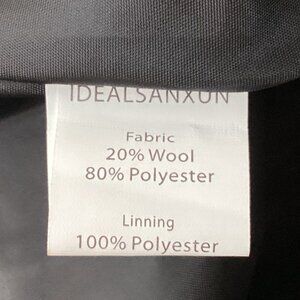 IDEALSANXUN
Fabric
20% Wool
80% Polyester
Linning
100% Polyester